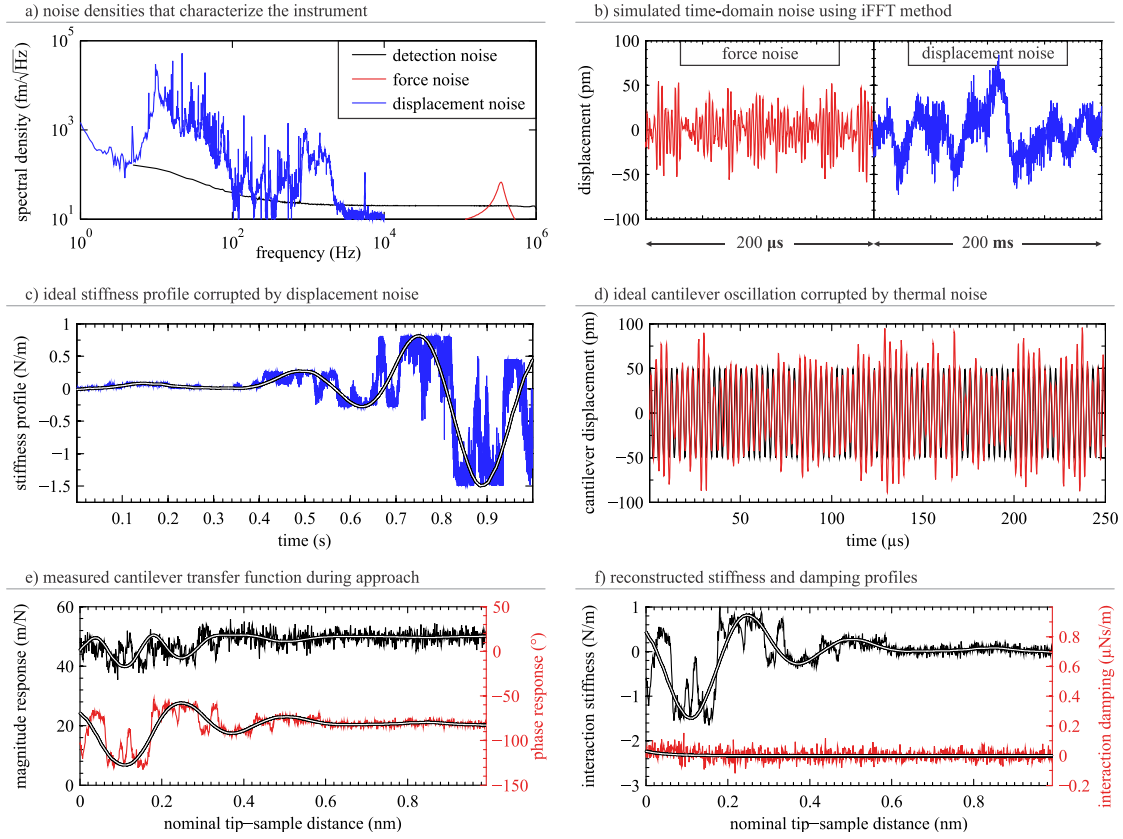 a) noise densities that characterize the instrument
spectral density (fm/√Hz)
10^5
10^3
10^1
detection noise
force noise
displacement noise
10^0
10^2
10^4
10^6
frequency (Hz)
b) simulated time-domain noise using iFFT method
displacement (pm)
100
50
0
−50
−100
force noise
displacement noise
200 µs
200 ms
c) ideal stiffness profile corrupted by displacement noise
stiffness profile (N/m)
1
0.5
0
−0.5
−1
−1.5
0.1 0.2 0.3 0.4 0.5 0.6 0.7 0.8 0.9
time (s)
d) ideal cantilever oscillation corrupted by thermal noise
cantilever displacement (pm)
100
50
0
−50
−100
50 100 150 200 250
time (µs)
e) measured cantilever transfer function during approach
magnitude response (m/N)
60
40
20
0
50
0
−50
−100
−150
phase response (°)
0 0.2 0.4 0.6 0.8
nominal tip−sample distance (nm)
f) reconstructed stiffness and damping profiles
interaction stiffness (N/m)
1
0
−1
−2
−3
0.8
0.6
0.4
0.2
0
−0.2
interaction damping (µNs/m)
0 0.2 0.4 0.6 0.8
nominal tip−sample distance (nm)